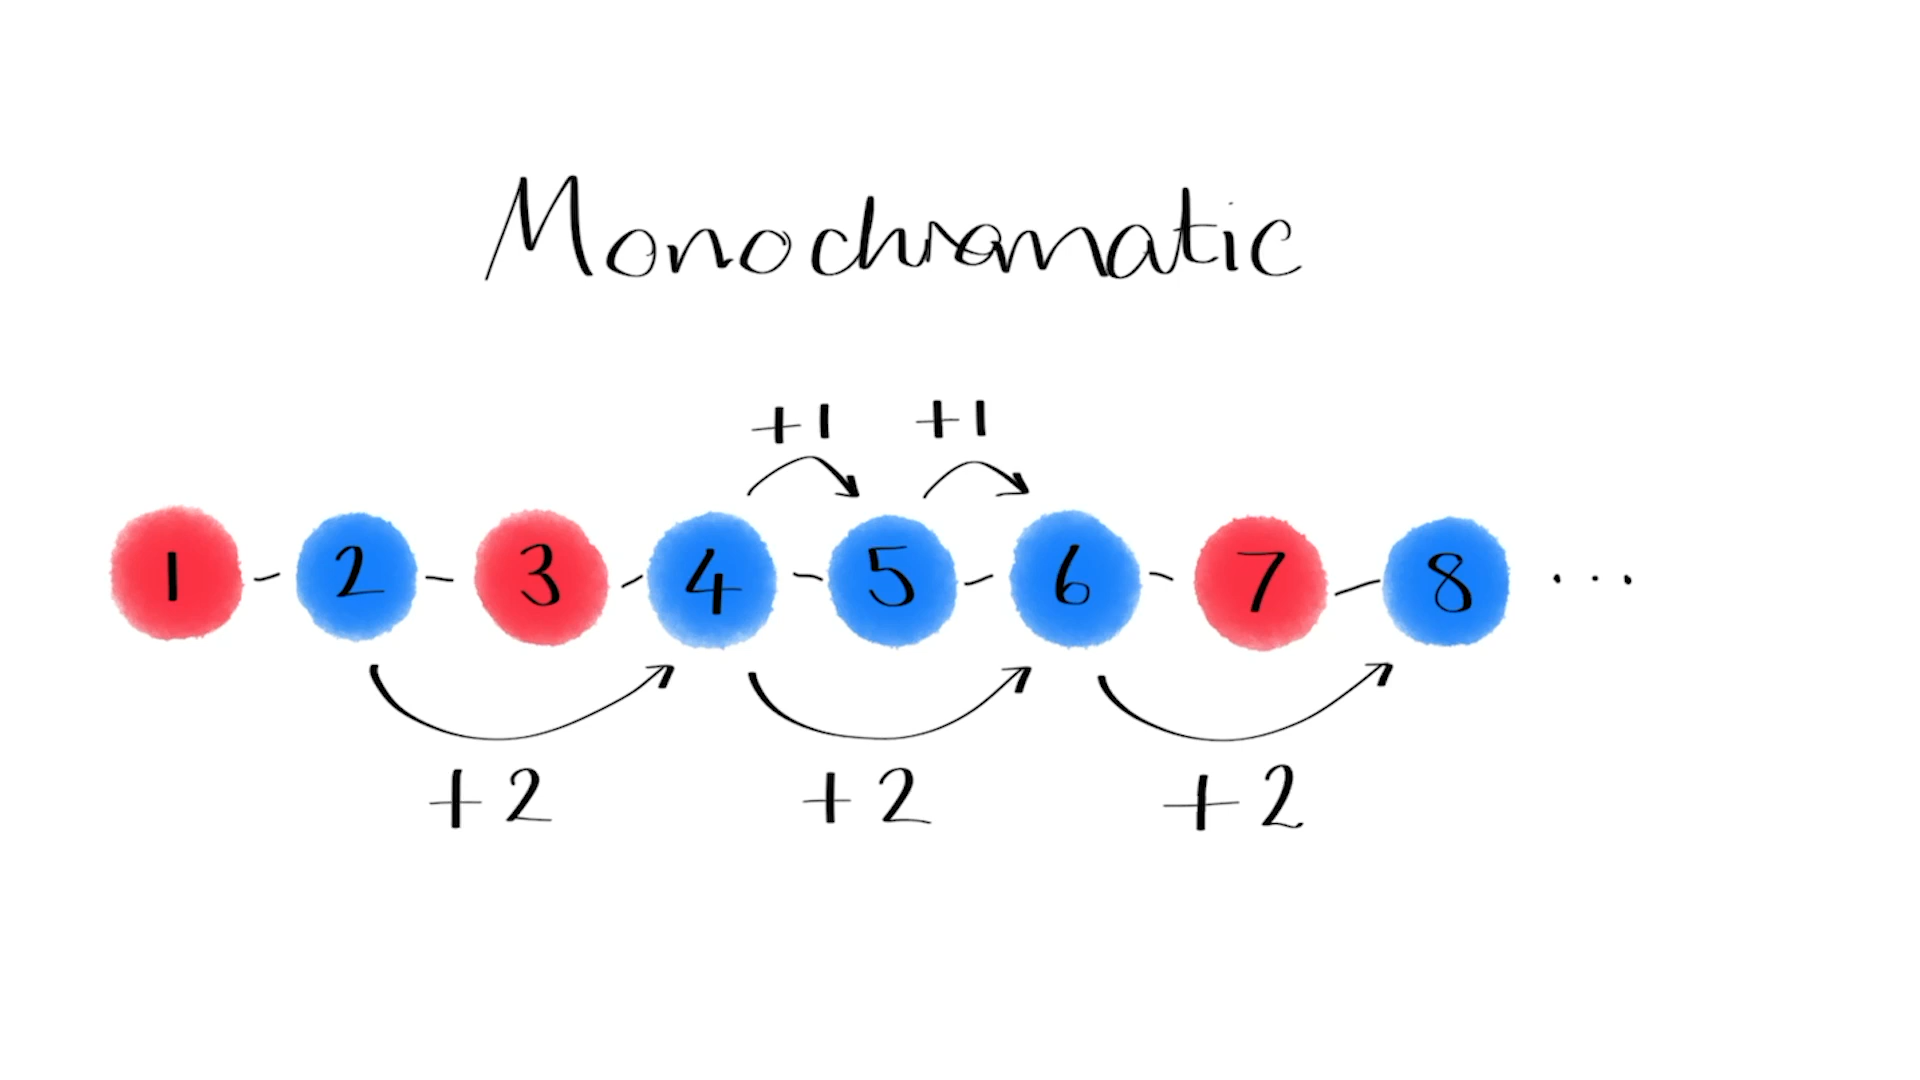 Monochromatic
+1 +1
1 - 2 - 3 - 4 - 5 - 6 - 7 - 8 ...
+2 +2 +2